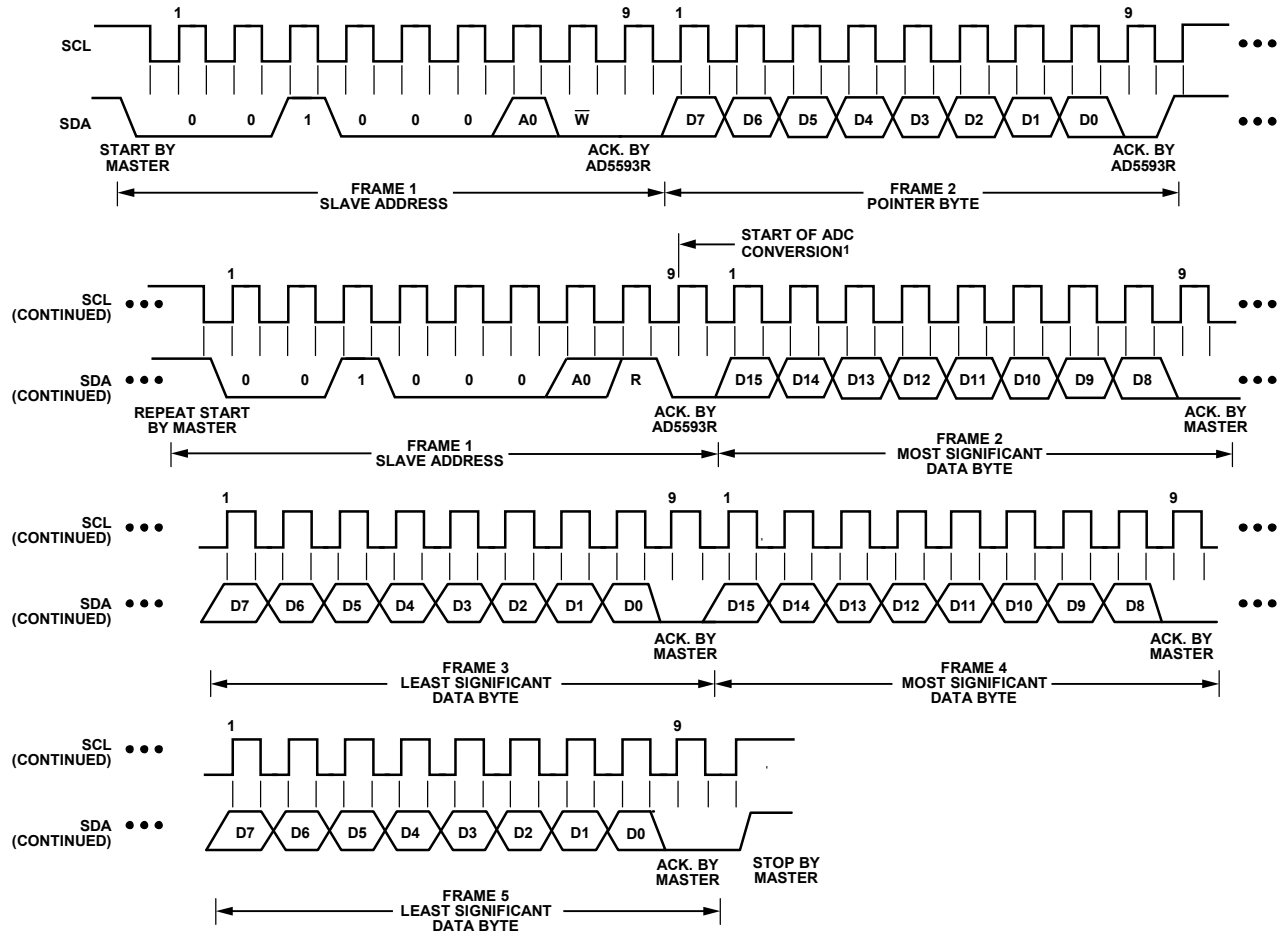 1 9 1 9
SCL
SDA 0 0 1 0 0 0 A0 W̅ D7 D6 D5 D4 D3 D2 D1 D0
START BY
MASTER
ACK. BY
AD5593R
ACK. BY
AD5593R
FRAME 1
SLAVE ADDRESS
FRAME 2
POINTER BYTE
START OF ADC
CONVERSION1
1 9 1 9
SCL
(CONTINUED)
SDA
(CONTINUED)
0 0 1 0 0 0 A0 R D15 D14 D13 D12 D11 D10 D9 D8
REPEAT START
BY MASTER
ACK. BY
AD5593R
ACK. BY
MASTER
FRAME 1
SLAVE ADDRESS
FRAME 2
MOST SIGNIFICANT
DATA BYTE
1 9 1 9
SCL
(CONTINUED)
SDA
(CONTINUED)
D7 D6 D5 D4 D3 D2 D1 D0 D15 D14 D13 D12 D11 D10 D9 D8
ACK. BY
MASTER
ACK. BY
MASTER
FRAME 3
LEAST SIGNIFICANT
DATA BYTE
FRAME 4
MOST SIGNIFICANT
DATA BYTE
1 9
SCL
(CONTINUED)
SDA
(CONTINUED)
D7 D6 D5 D4 D3 D2 D1 D0
ACK. BY
MASTER
STOP BY
MASTER
FRAME 5
LEAST SIGNIFICANT
DATA BYTE